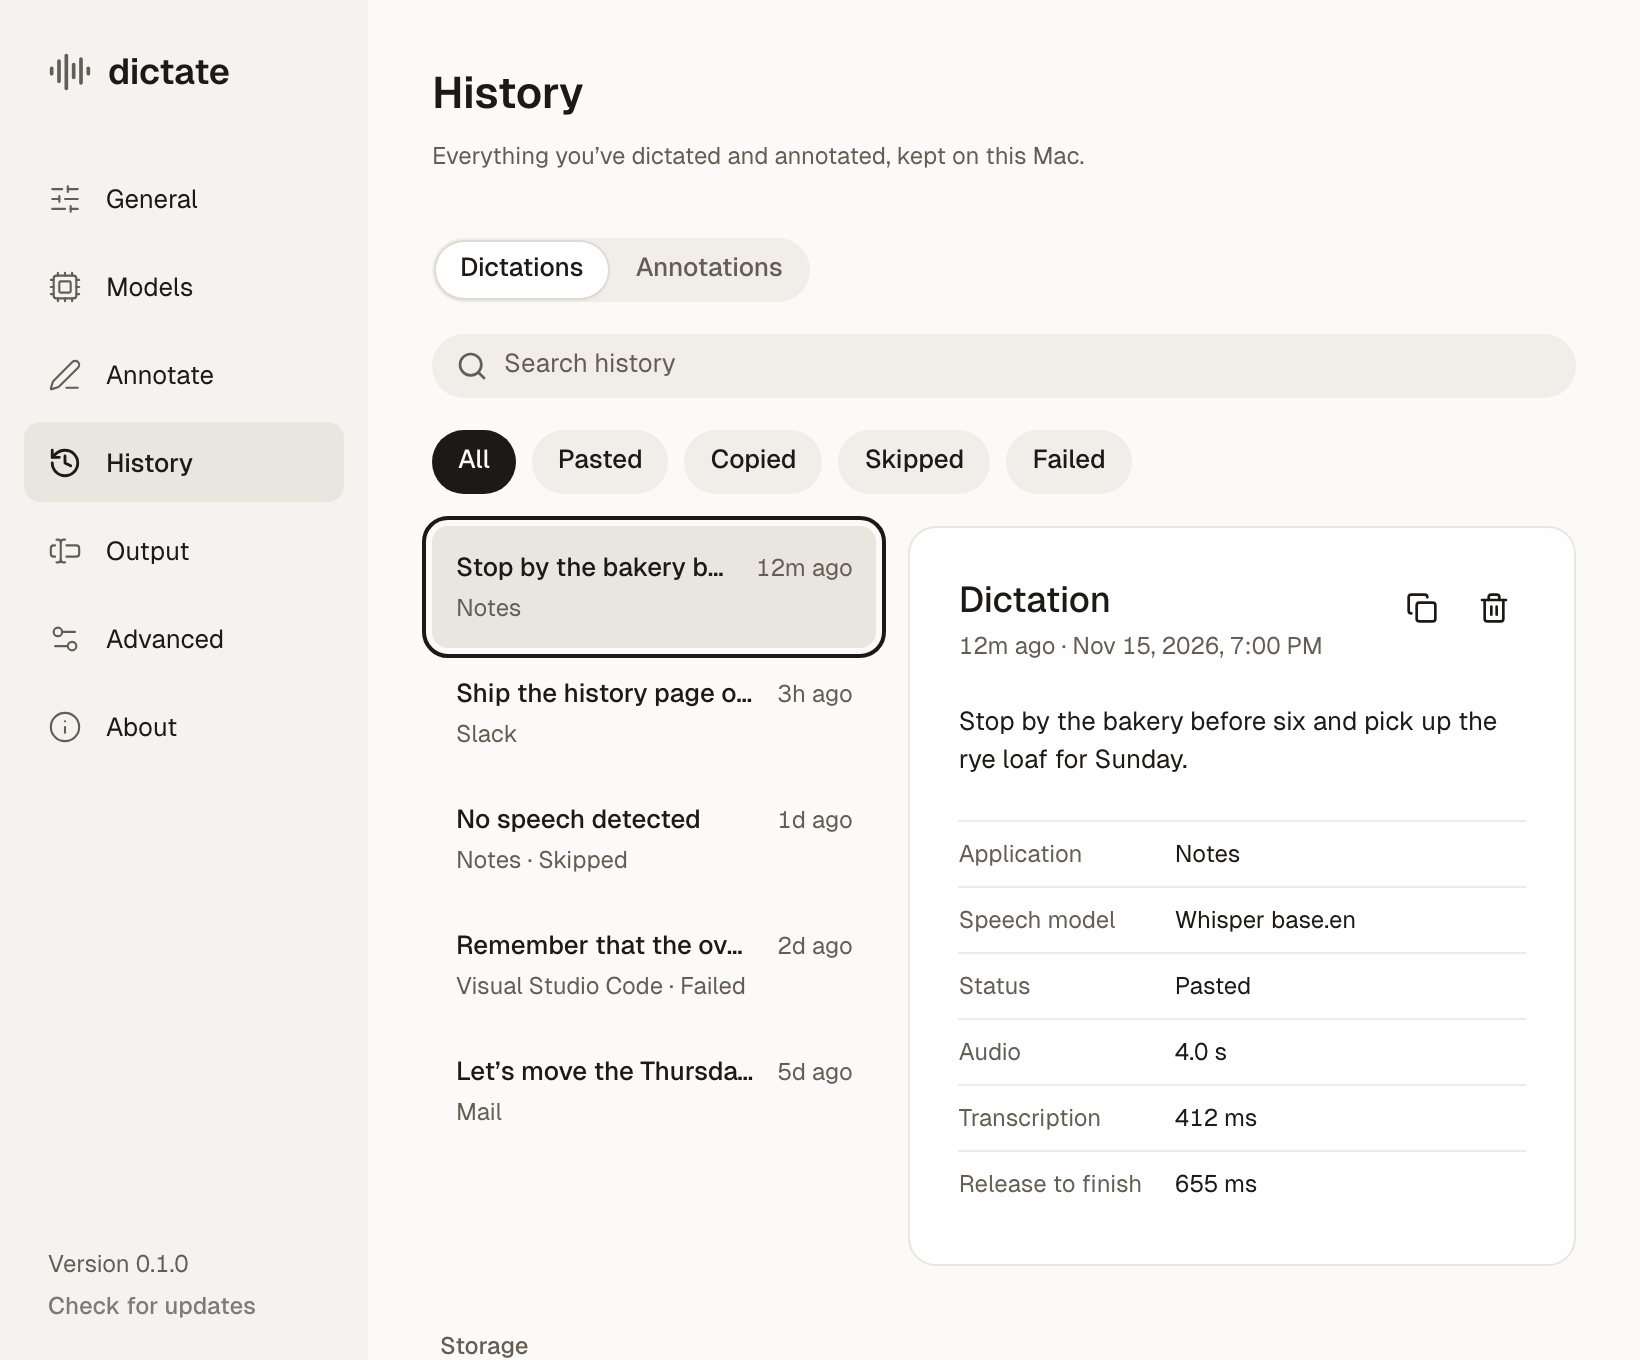 dictate
General
Models
Annotate
History
Output
Advanced
About
Version 0.1.0
Check for updates
History
Everything you’ve dictated and annotated, kept on this Mac.
Dictations Annotations
Search history
All Pasted Copied Skipped Failed
Stop by the bakery b... 12m ago
Notes
Ship the history page o... 3h ago
Slack
No speech detected 1d ago
Notes · Skipped
Remember that the ov... 2d ago
Visual Studio Code · Failed
Let’s move the Thursda... 5d ago
Mail
Dictation
12m ago · Nov 15, 2026, 7:00 PM
Stop by the bakery before six and pick up the
rye loaf for Sunday.
Application Notes
Speech model Whisper base.en
Status Pasted
Audio 4.0 s
Transcription 412 ms
Release to finish 655 ms
Storage